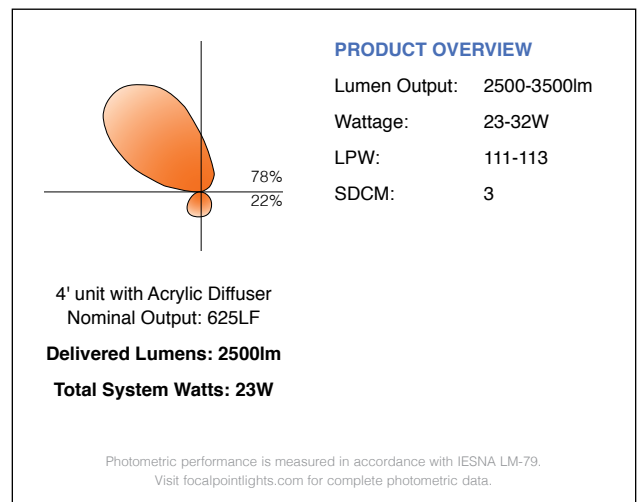 PRODUCT OVERVIEW
Lumen Output: 2500-3500lm
Wattage: 23-32W
LPW: 111-113
SDCM: 3
78%
22%
4' unit with Acrylic Diffuser
Nominal Output: 625LF
Delivered Lumens: 2500lm
Total System Watts: 23W
Photometric performance is measured in accordance with IESNA LM-79.
Visit focalpointlights.com for complete photometric data.